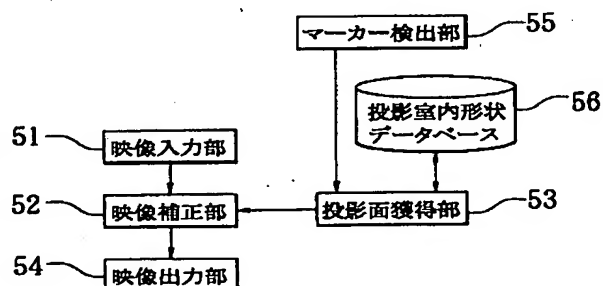 マーカー検出部
55
投影室内形状
データベース
56
51
映像入力部
52
映像補正部
投影面獲得部
53
54
映像出力部